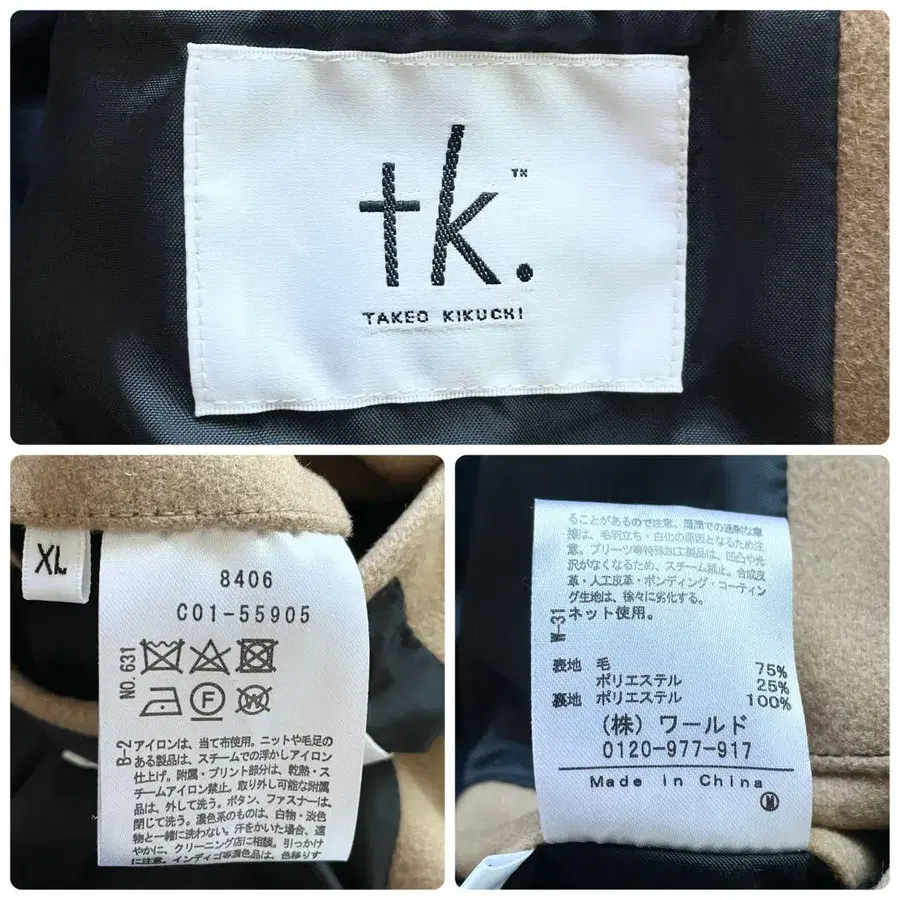 tk.
TM
TAKEO KIKUCHI
XL
8406
C01-55905
NO.631
F
W
B-2
アイロンは、当て布使用。ニットや毛足の
ある製品は、スチームでの浮かしアイロン
仕上げ。附属・プリント部分は、乾熱・ス
チームアイロン禁止。取り外し可能な附属
品は、外して洗う。ボタン、ファスナーは
閉じて洗う。濃色系のものは、白物・淡色
物と一緒に洗わない。汗をかいた場合、速
やかに、クリーニング店に相談。引っかけ
に注意。インディゴ等濃色品は、色移りす
ることがあるので注意。湿潤での過剰な摩
擦は、毛羽立ち・白化の原因となるため注
意。プリーツ等特殊加工製品は、凹凸や光
沢がなくなるため、スチーム禁止。合成皮
革・人工皮革・ボンディング・コーティン
グ生地は、徐々に劣化する。
ネット使用。
W-31
表地 毛 75%
ポリエステル 25%
裏地 ポリエステル 100%
(株) ワールド
0120-977-917
Made in China
M